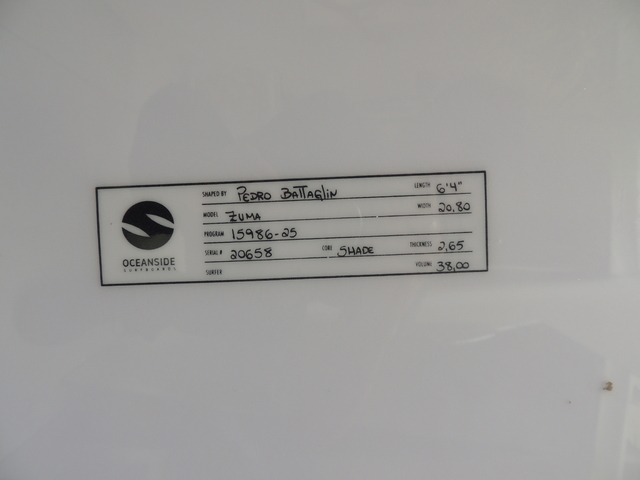 SHAPED BY PEDRO BATTAGLIN LENGTH 6'4"
MODEL ZUMA WIDTH 20,80
PROGRAM 15986-25
SERIAL # 20658 CORE SHADE THICKNESS 2,65
SURFER VOLUME 38,00
OCEANSIDE
SURFBOARDS